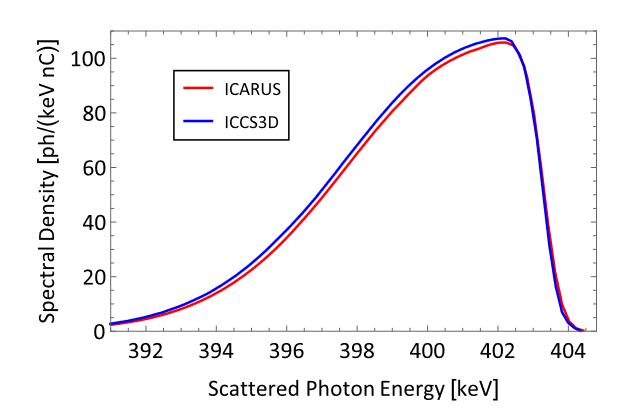 Spectral Density [ph/(keV nC)]
100
80
60
40
20
0
ICARUS
ICCS3D
392 394 396 398 400 402 404
Scattered Photon Energy [keV]